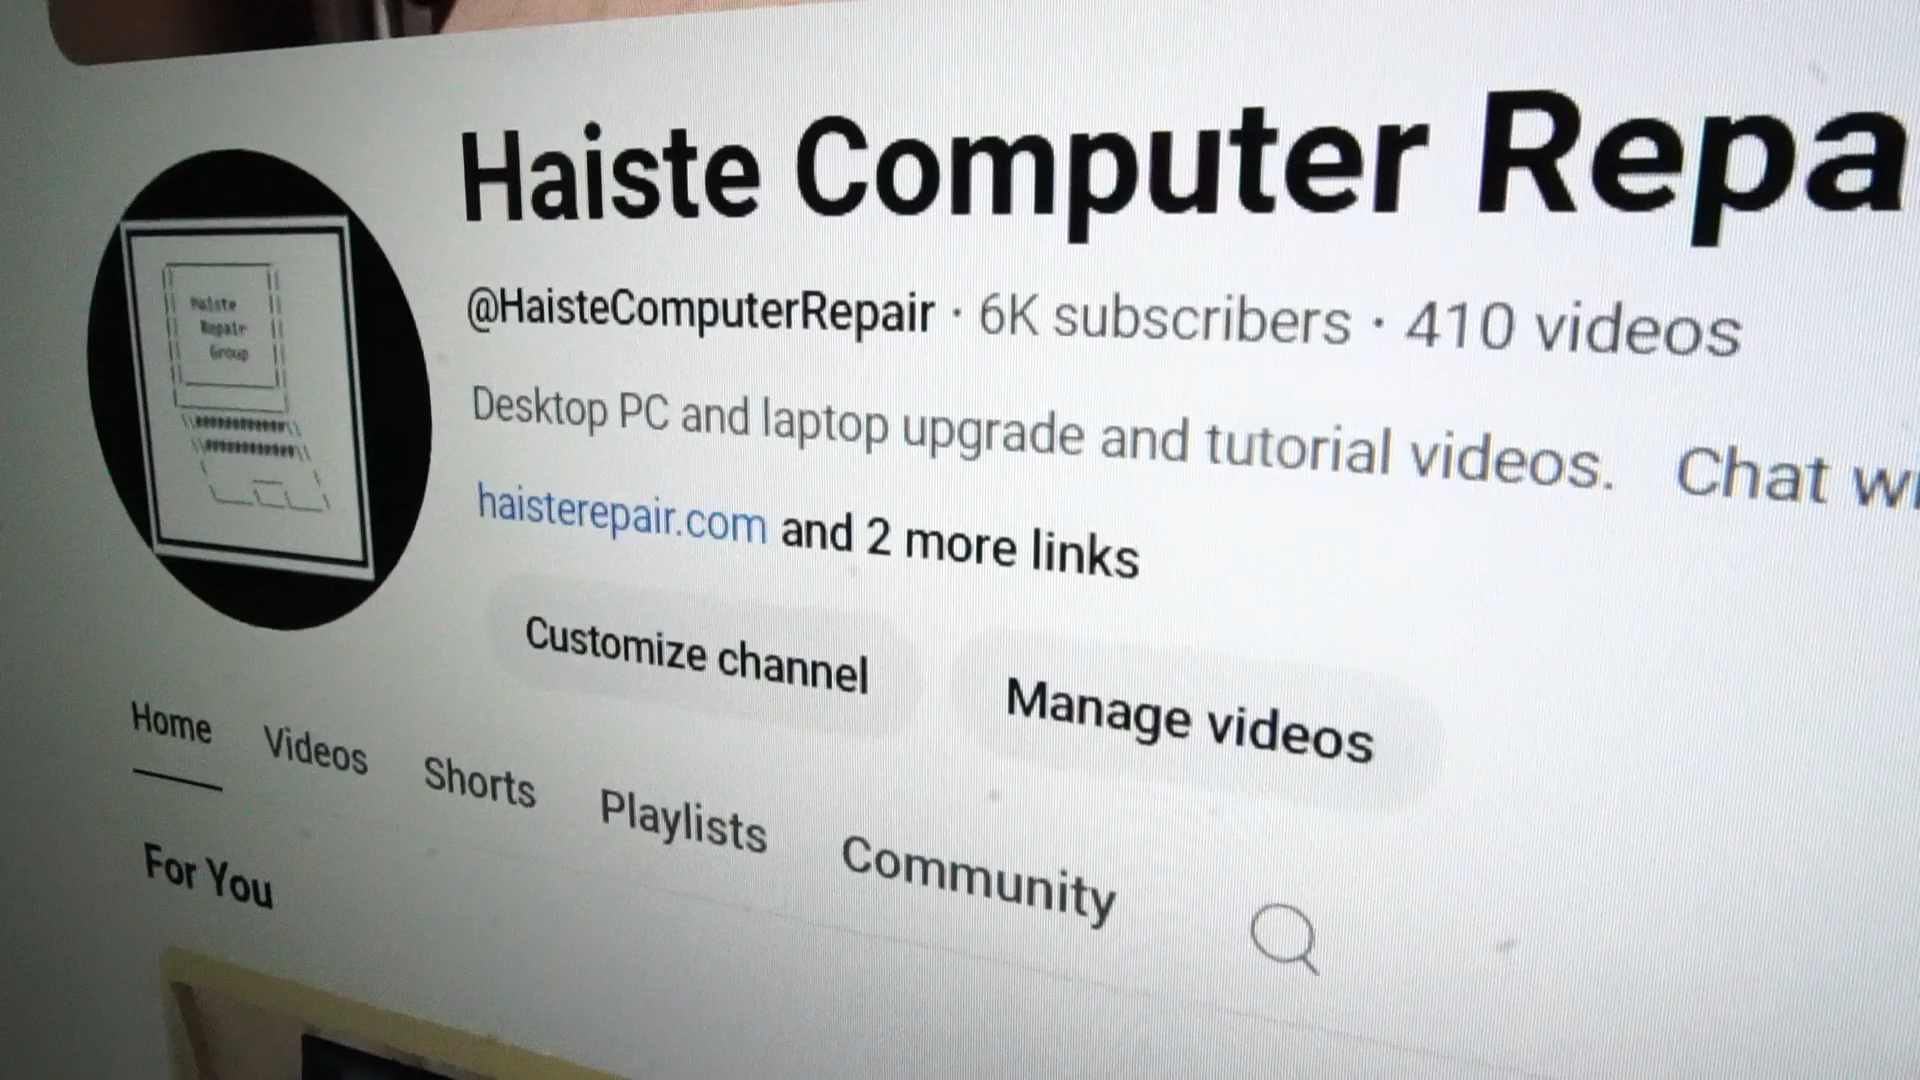 Haiste Computer Repa
@HaisteComputerRepair · 6K subscribers · 410 videos
Desktop PC and laptop upgrade and tutorial videos. Chat wi
haisterepair.com and 2 more links
Customize channel
Manage videos
Home Videos Shorts Playlists Community
For You
Haiste
Repair
Group